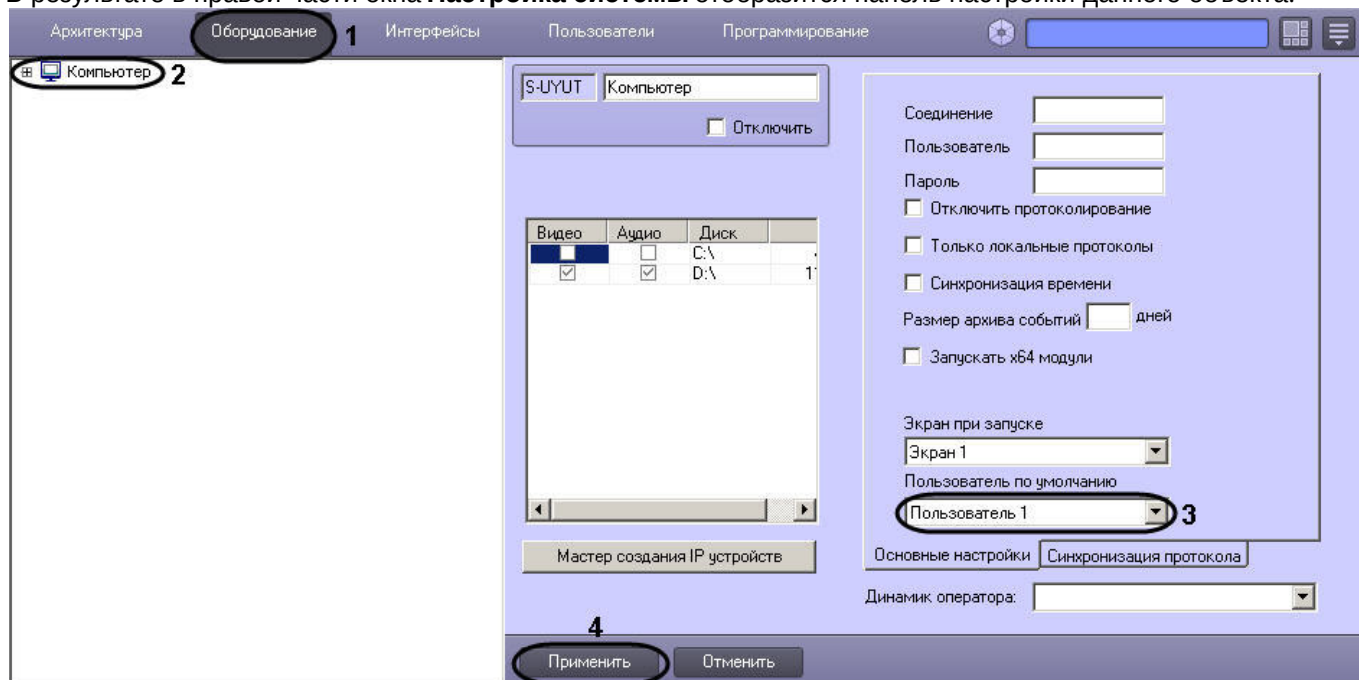 В результате в правой части окна Настройка системы отобразится панель настройки данного объекта.
Архитектура Оборудование 1 Интерфейсы Пользователи Программирование
Компьютер 2
S-UYUT Компьютер
Отключить
Видео Аудио Диск
C:\
D:\ 1
Мастер создания IP устройств
Соединение
Пользователь
Пароль
Отключить протоколирование
Только локальные протоколы
Синхронизация времени
Размер архива событий дней
Запускать x64 модули
Экран при запуске
Экран 1
Пользователь по умолчанию
Пользователь 1 3
Основные настройки Синхронизация протокола
Динамик оператора:
4
Применить Отменить